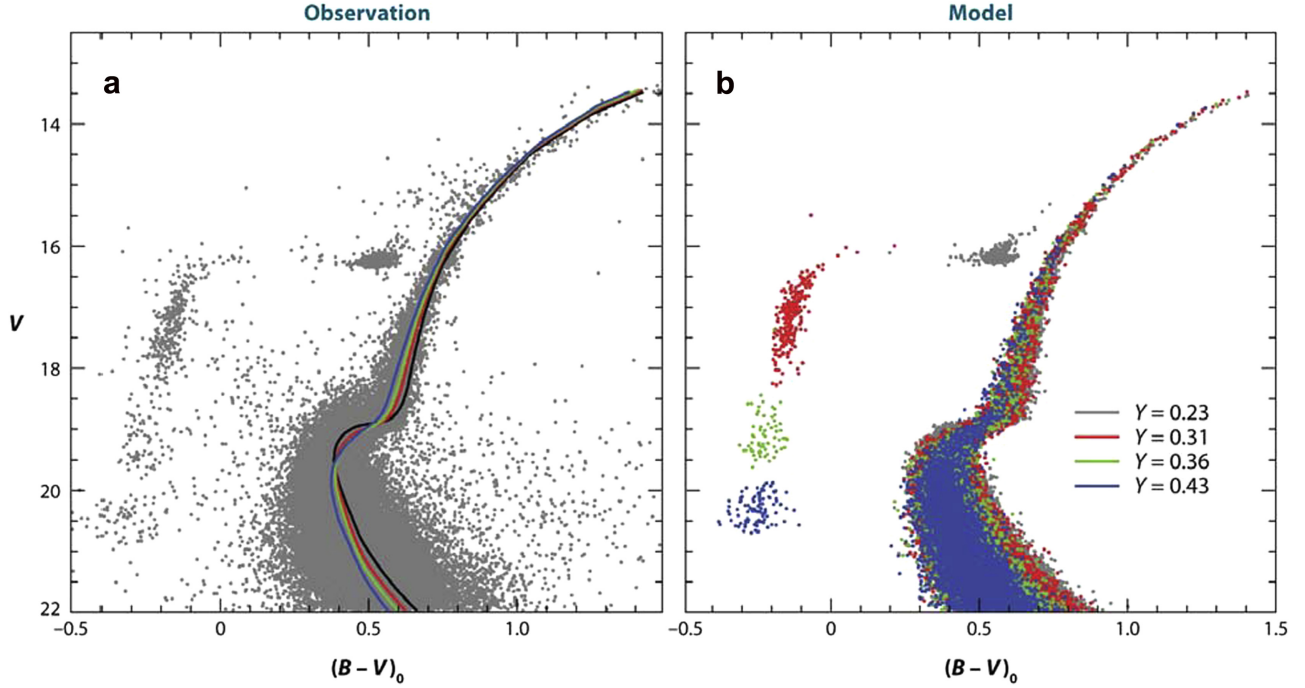 Observation
Model
a
b
14
16
18
20
22
V
Y = 0.23
Y = 0.31
Y = 0.36
Y = 0.43
−0.5
0
0.5
1.0
−0.5
0
0.5
1.0
1.5
(B – V)0
(B – V)0